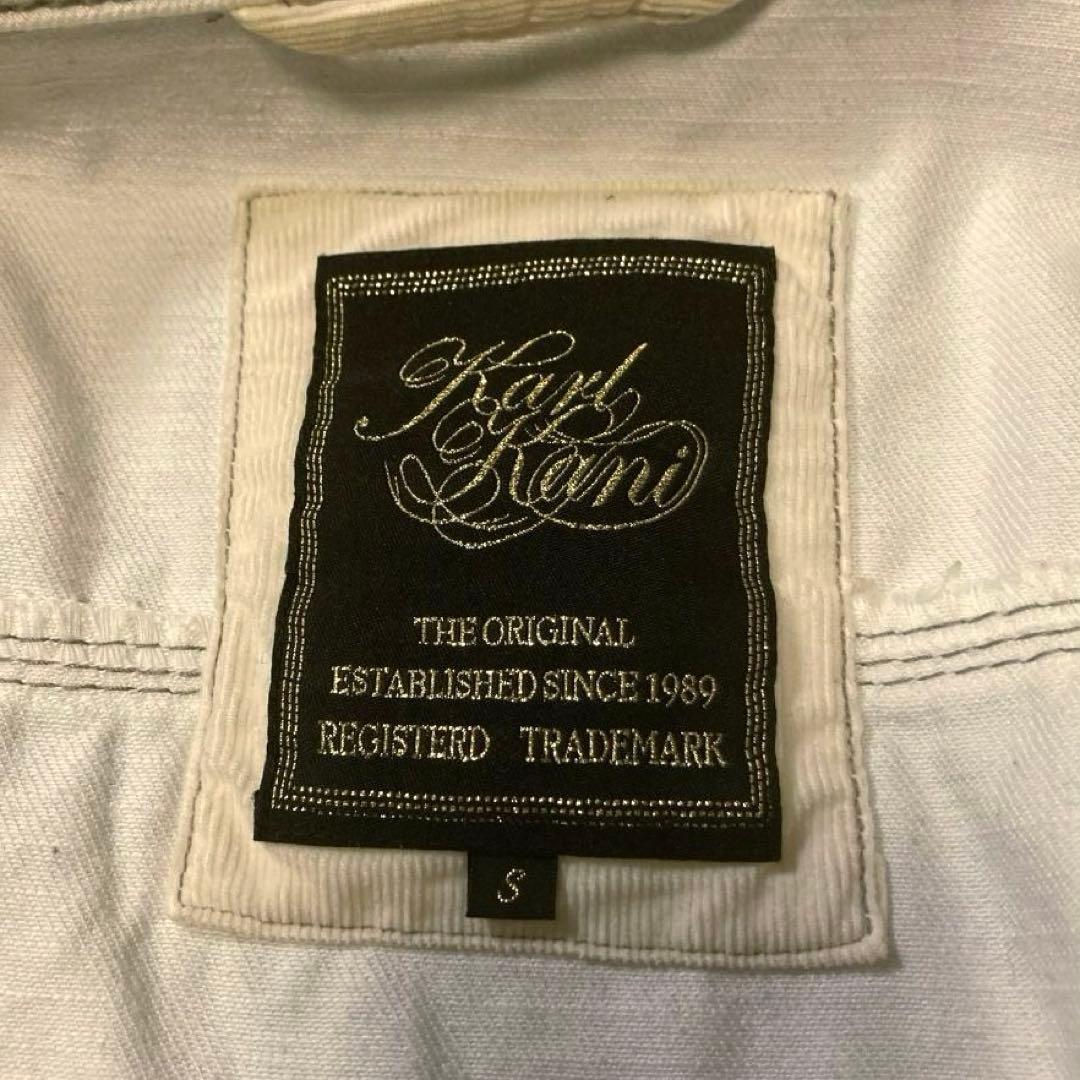 Karl
Kani
THE ORIGINAL
ESTABLISHED SINCE 1989
REGISTERD TRADEMARK
S